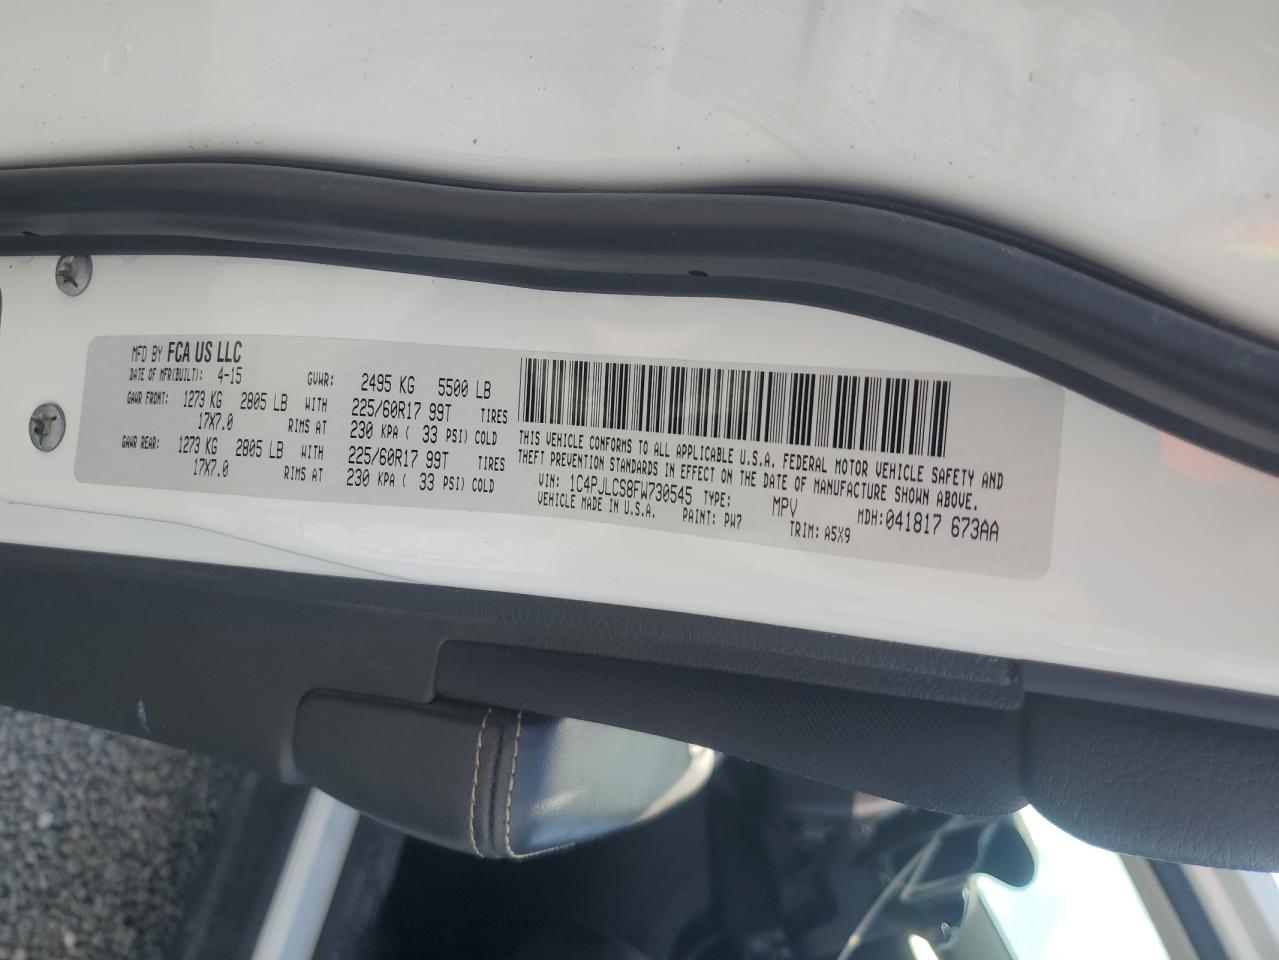 MFD BY FCA US LLC
DATE OF MFR(BUILT): 4-15 GVWR: 2495 KG 5500 LB
GAWR FRONT: 1273 KG 2805 LB WITH 225/60R17 99T TIRES
17X7.0 RIMS AT 230 KPA ( 33 PSI) COLD
GAWR REAR: 1273 KG 2805 LB WITH 225/60R17 99T TIRES
17X7.0 RIMS AT 230 KPA ( 33 PSI) COLD
THIS VEHICLE CONFORMS TO ALL APPLICABLE U.S.A. FEDERAL MOTOR VEHICLE SAFETY AND
THEFT PREVENTION STANDARDS IN EFFECT ON THE DATE OF MANUFACTURE SHOWN ABOVE.
VIN: 1C4PJLCS8FW730545 TYPE: MPV MDH:041817 673AA
VEHICLE MADE IN U.S.A. PAINT: PW7 TRIM: A5X9